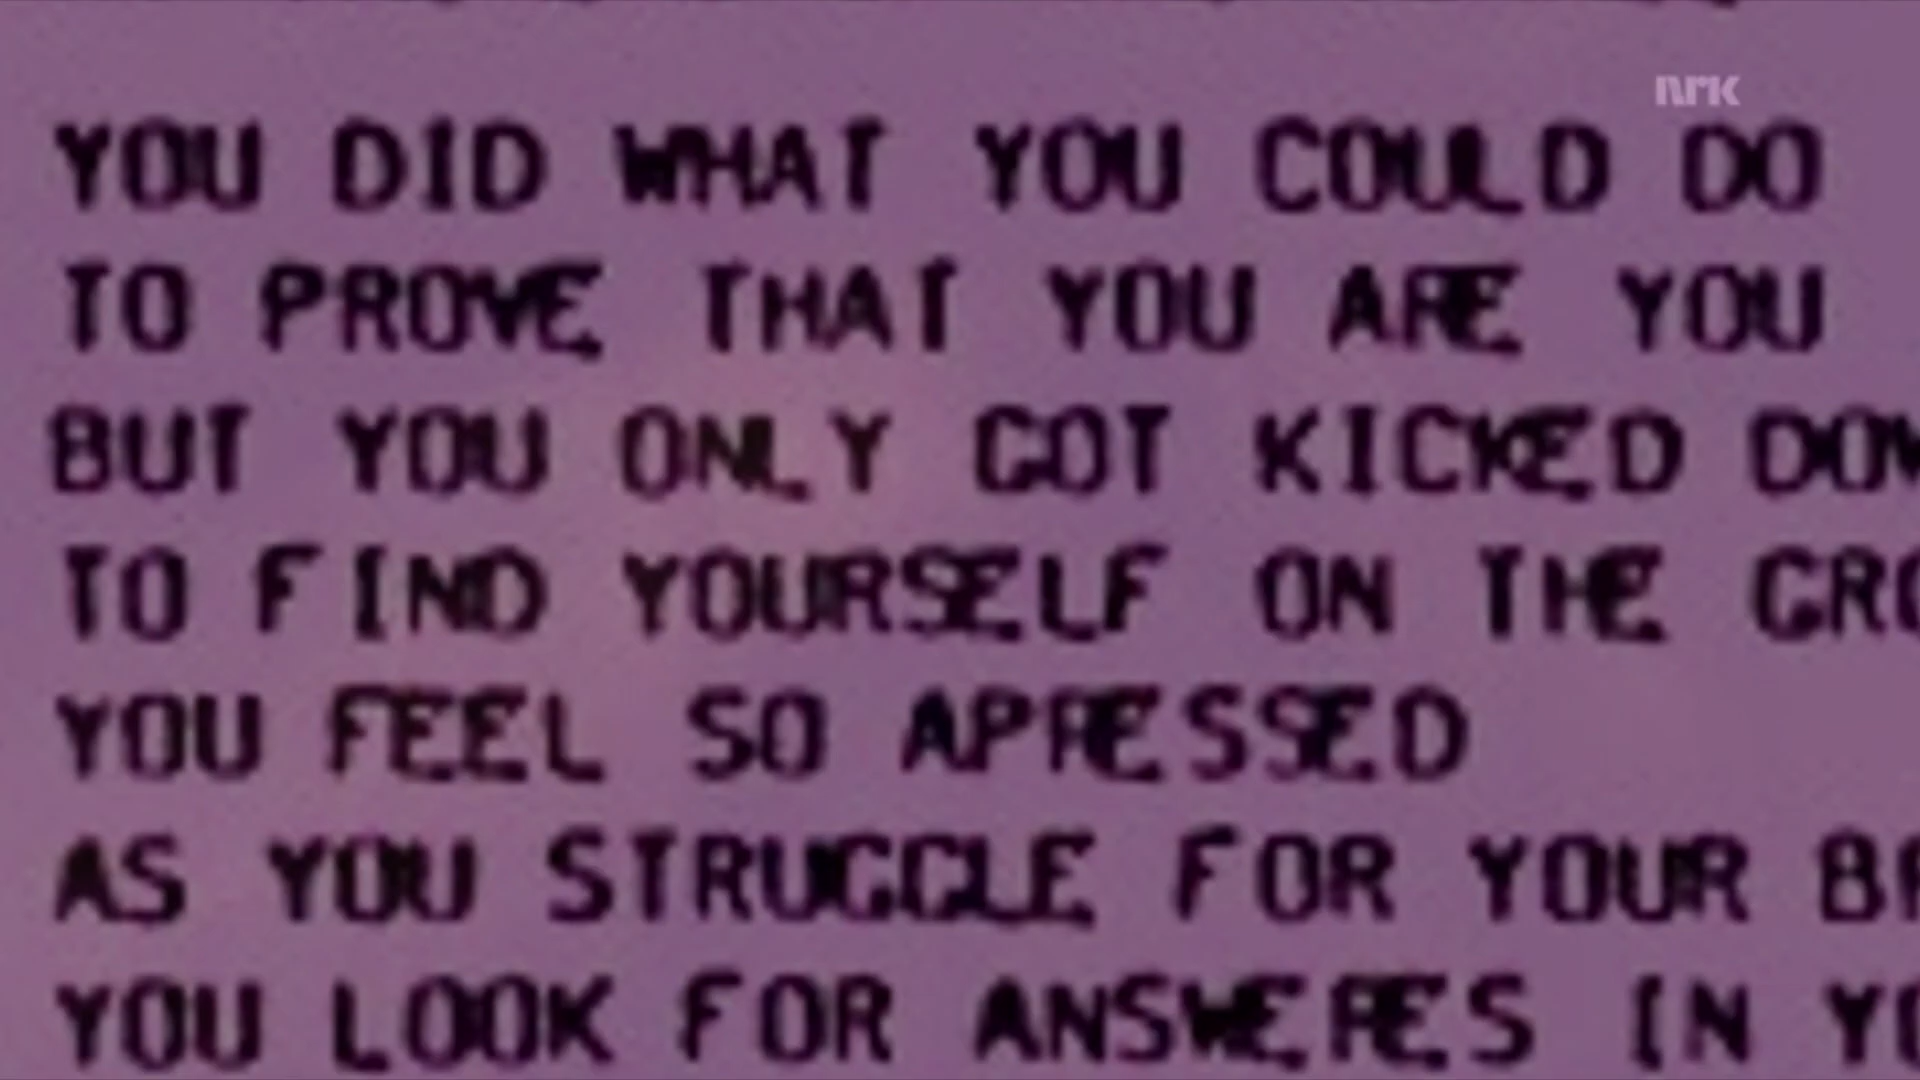 nrk
YOU DID WHAT YOU COULD DO
TO PROVE THAT YOU ARE YOU
BUT YOU ONLY GOT KICKED
TO FIND YOURSELF ON THE
YOU FEEL SO APRESSED
AS YOU STRUGGLE FOR YOUR
YOU LOOK FOR ANSWERES IN